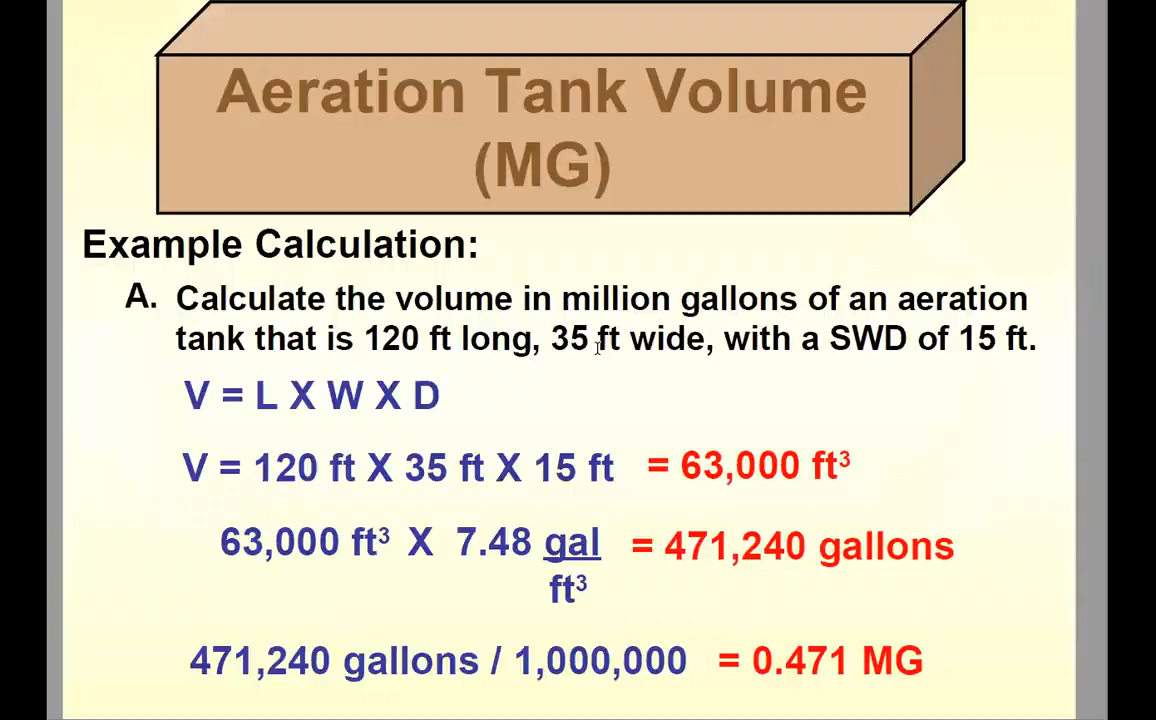 Aeration Tank Volume
(MG)
Example Calculation:
A. Calculate the volume in million gallons of an aeration
tank that is 120 ft long, 35 ft wide, with a SWD of 15 ft.
V = L X W X D
V = 120 ft X 35 ft X 15 ft = 63,000 ft³
63,000 ft³ X 7.48 gal = 471,240 gallons
ft³
471,240 gallons / 1,000,000 = 0.471 MG